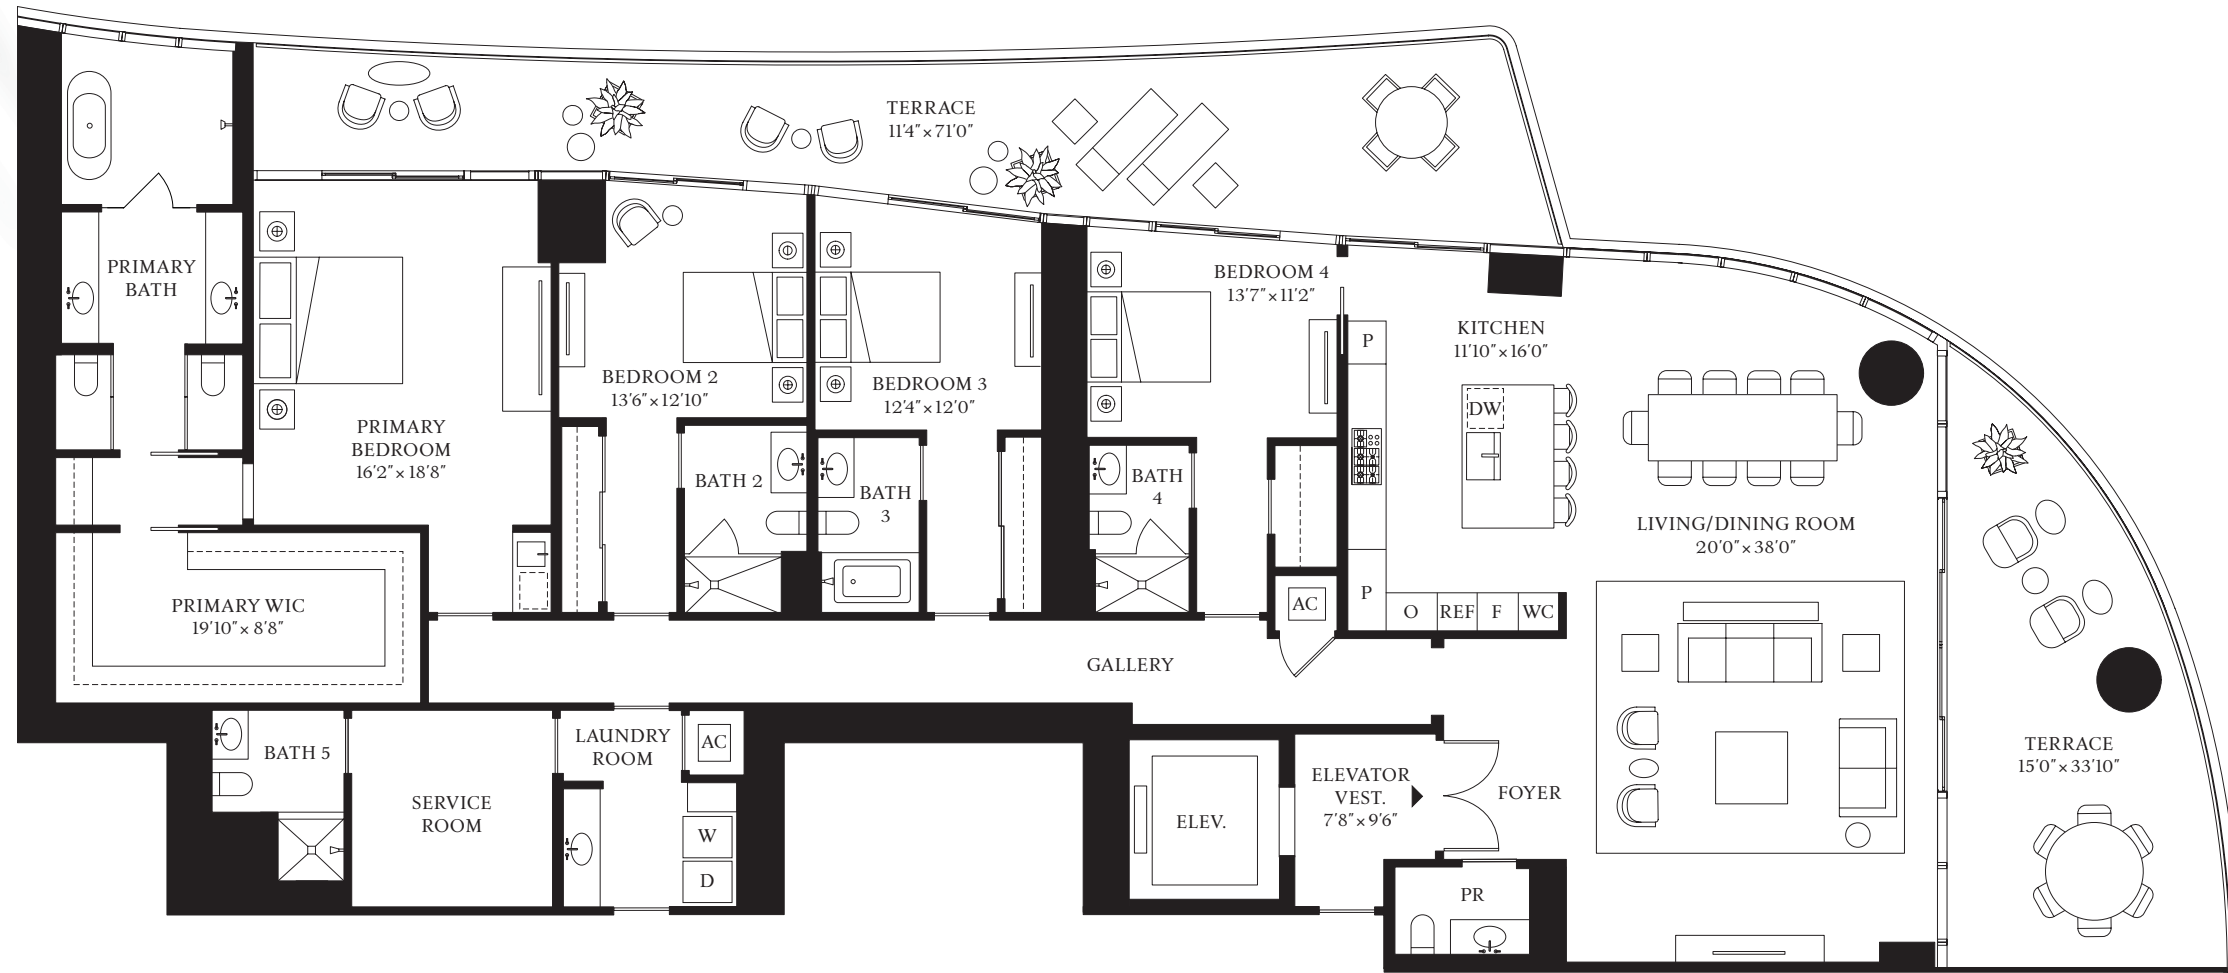 TERRACE
11'4"×71'0"
PRIMARY
BATH
BEDROOM 4
13'7"×11'2"
KITCHEN
11'10"×16'0"
P
BEDROOM 2
13'6"×12'10"
BEDROOM 3
12'4"×12'0"
DW
PRIMARY
BEDROOM
16'2"×18'8"
BATH 2
BATH
3
BATH
4
LIVING/DINING ROOM
20'0"×38'0"
PRIMARY WIC
19'10"×8'8"
AC
P
O
REF
F
WC
GALLERY
BATH 5
LAUNDRY
ROOM
AC
TERRACE
15'0"×33'10"
SERVICE
ROOM
ELEVATOR
VEST.
7'8"×9'6"
FOYER
ELEV.
W
D
PR